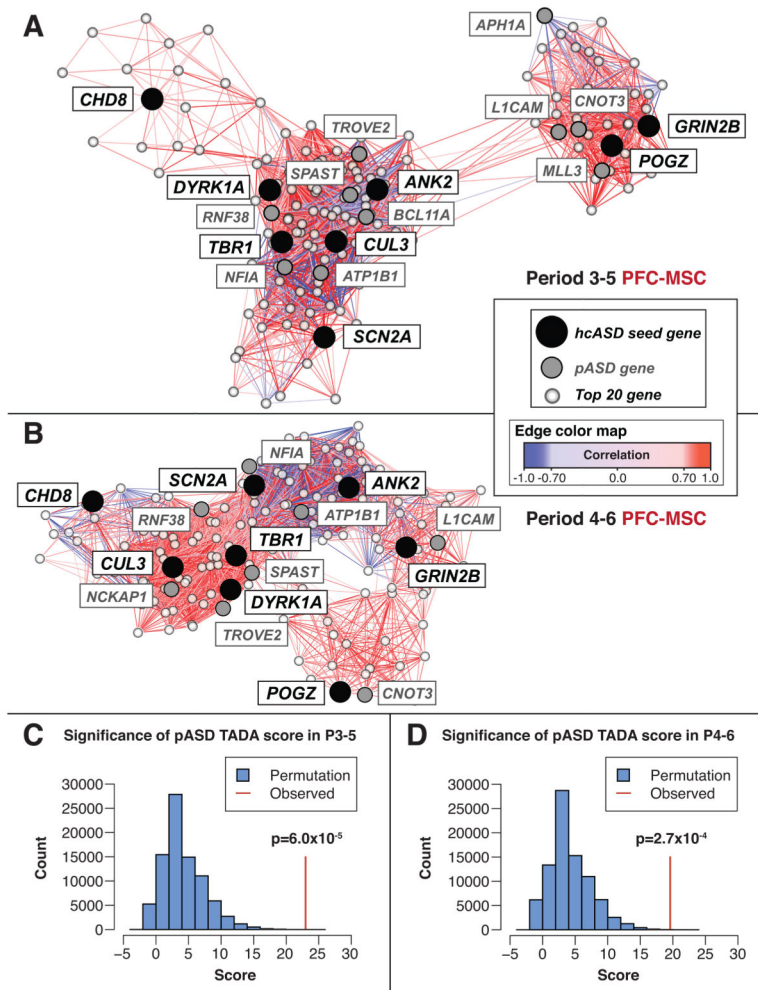 A
APH1A
CHD8
L1CAM
CNOT3
TROVE2
GRIN2B
SPAST
POGZ
DYRK1A
ANK2
MLL3
RNF38
BCL11A
TBR1
CUL3
NFIA
ATP1B1
Period 3-5 PFC-MSC
SCN2A
hcASD seed gene
pASD gene
Top 20 gene
Edge color map
Correlation
-1.0 -0.70 0.0 0.70 1.0
B
NFIA
SCN2A
CHD8
ANK2
Period 4-6 PFC-MSC
RNF38
ATP1B1
L1CAM
TBR1
CUL3
SPAST
GRIN2B
NCKAP1
DYRK1A
TROVE2
POGZ
CNOT3
C
Significance of pASD TADA score in P3-5
Permutation
Observed
p=6.0x10-5
Count
30000
25000
20000
15000
10000
5000
0
−5 0 5 10 15 20 25 30
Score
D
Significance of pASD TADA score in P4-6
Permutation
Observed
p=2.7x10-4
Count
30000
25000
20000
15000
10000
5000
0
−5 0 5 10 15 20 25 30
Score